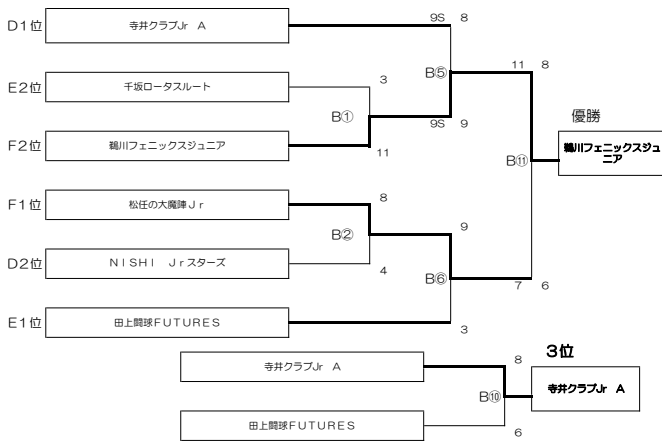 D1位 寺井クラブJr A 9S 8
E2位 千坂ロータスルート 3
B① B⑤ 11 8
F2位 鵜川フェニックスジュニア 11 9S 9
優勝
鵜川フェニックスジュ
ニア
B⑪
F1位 松任の大魔陣Jr 8
B② 9
D2位 NISHI Jrスターズ 4
B⑥ 7 6
E1位 田上闘球FUTURES 3
3位
寺井クラブJr A 8
B⑩ 寺井クラブJr A
田上闘球FUTURES 6